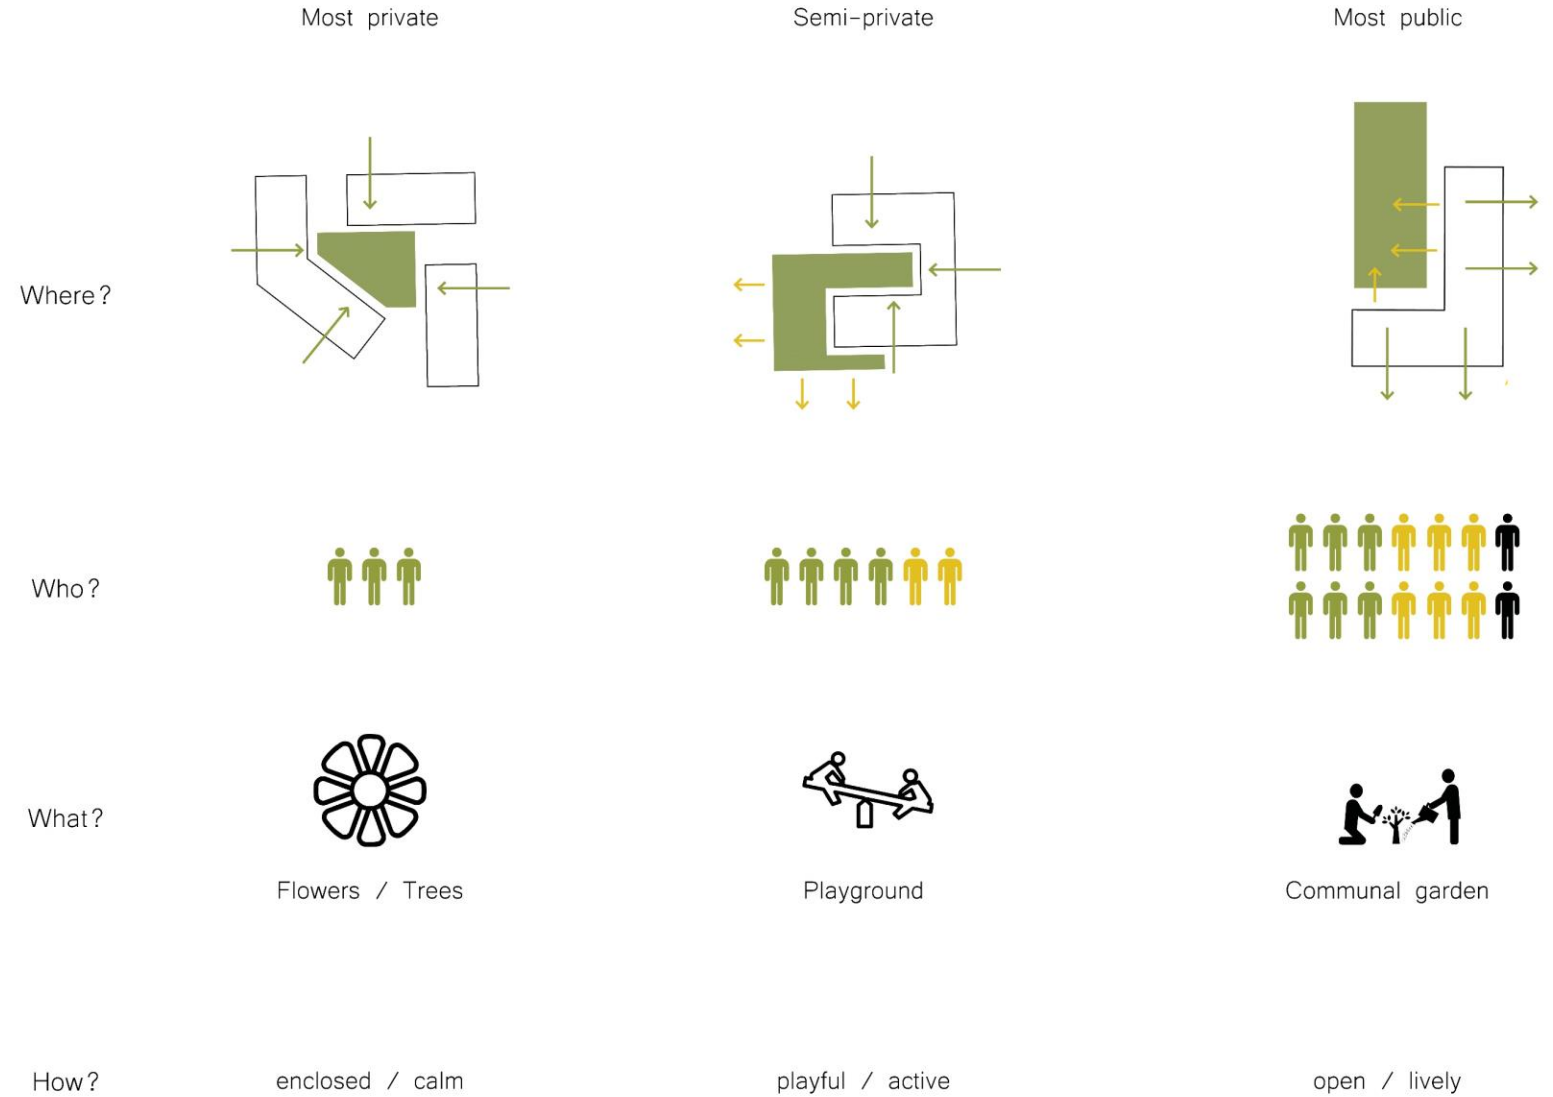 Most private
Semi-private
Most public
Where?
Who?
What?
Flowers / Trees
Playground
Communal garden
How?
enclosed / calm
playful / active
open / lively